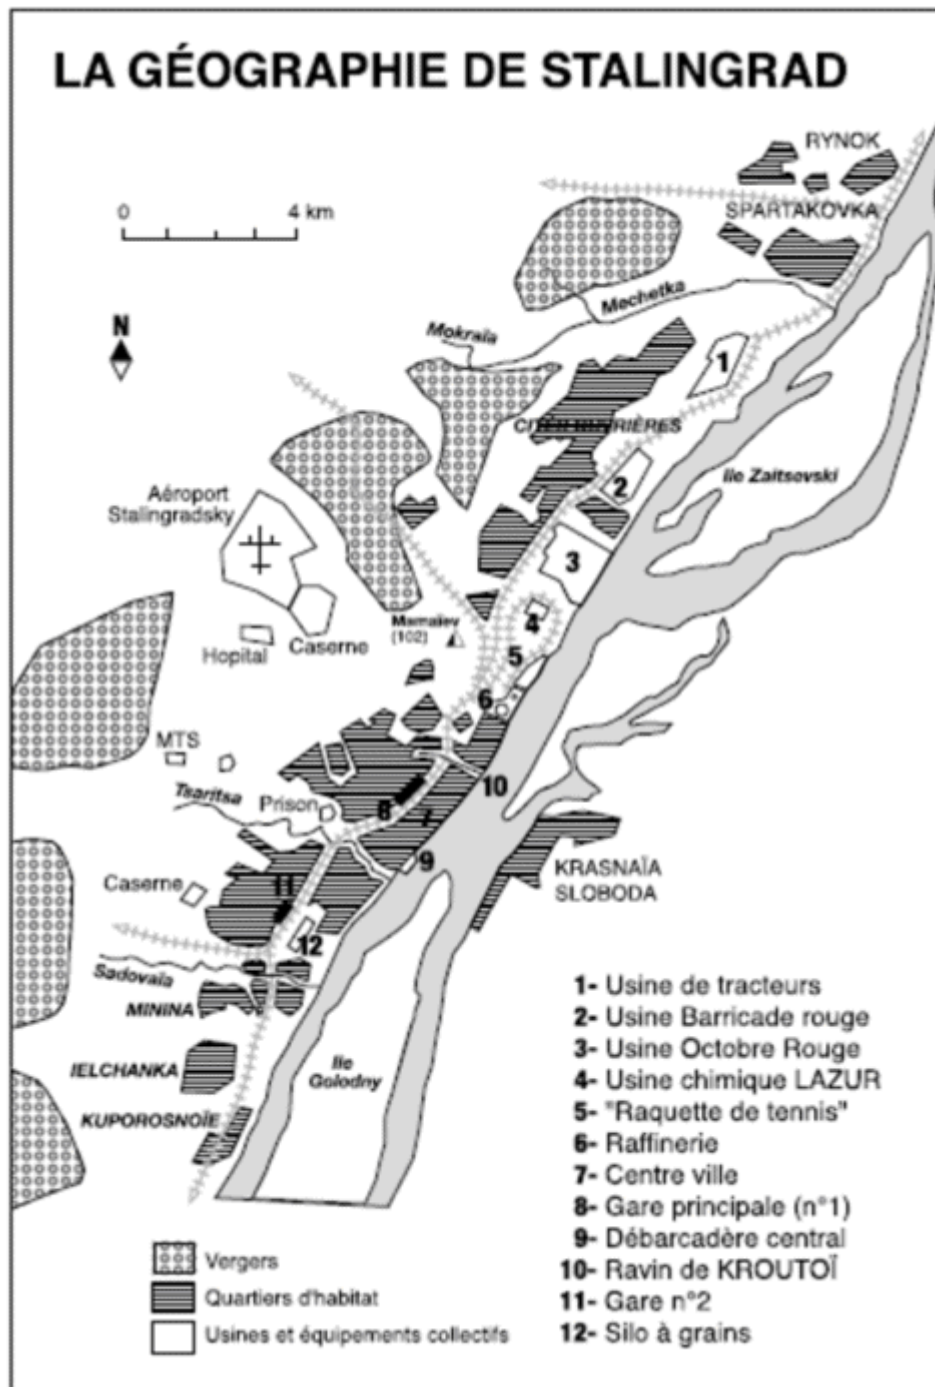 LA GÉOGRAPHIE DE STALINGRAD
RYNOK
0 4 km
SPARTAKOVKA
Mechetka
N
Mokraïa
1
CITÉR OUVRIÈRES
2
Ile Zaitsevski
Aéroport
Stalingradsky
3
4
Mamaiev
(102)
Hopital
Caserne
5
6
MTS
10
Tsaritsa
Prison
8
7
9
KRASNAÏA
SLOBODA
Caserne
11
12
Sadovaïa
MININA
IELCHANKA
Ile
Golodny
KUPOROSNOÏE
1- Usine de tracteurs
2- Usine Barricade rouge
3- Usine Octobre Rouge
4- Usine chimique LAZUR
5- "Raquette de tennis"
6- Raffinerie
7- Centre ville
8- Gare principale (n°1)
9- Débarcadère central
10- Ravin de KROUTOÏ
11- Gare n°2
12- Silo à grains
Vergers
Quartiers d'habitat
Usines et équipements collectifs